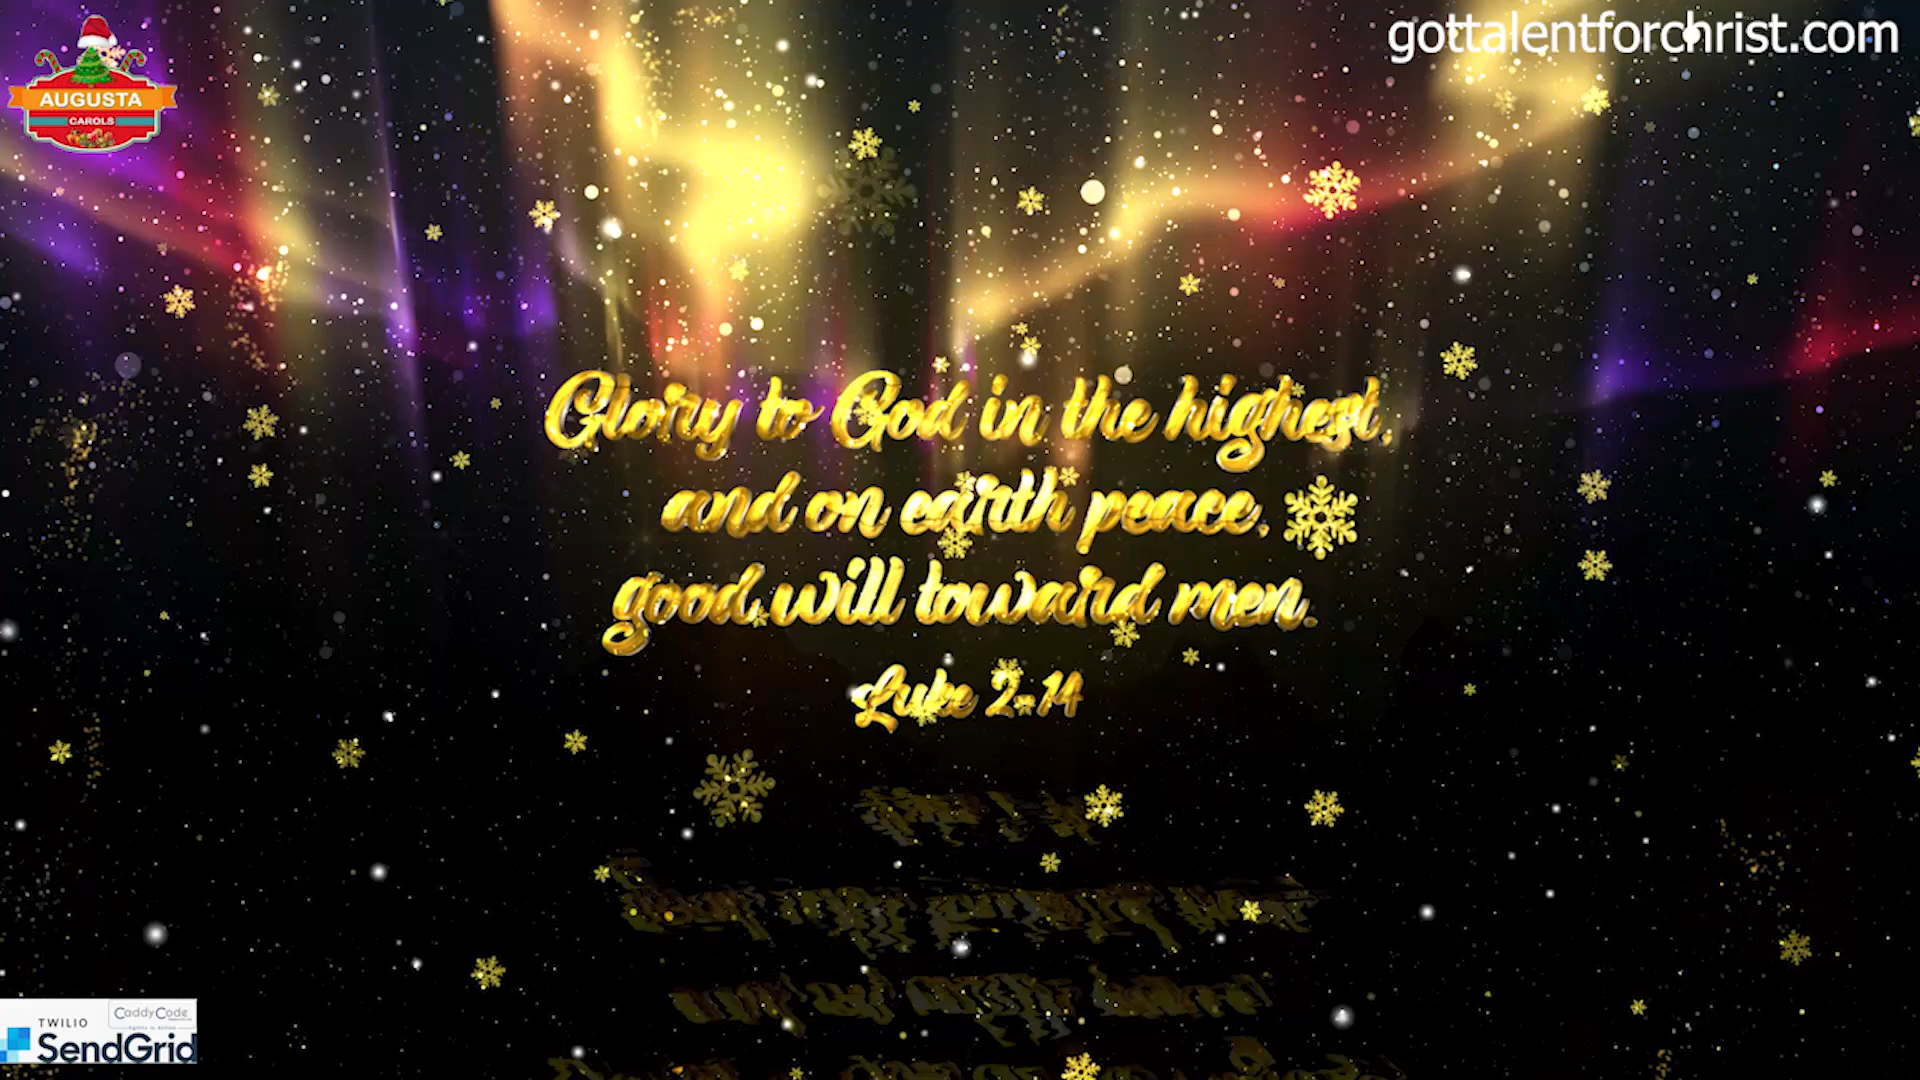 gottalentforchrist.com
AUGUSTA
CAROLS
Glory to God in the highest,
and on earth peace,
good will toward men.
Luke 2:14
CaddyCode
TWILIO
SendGrid